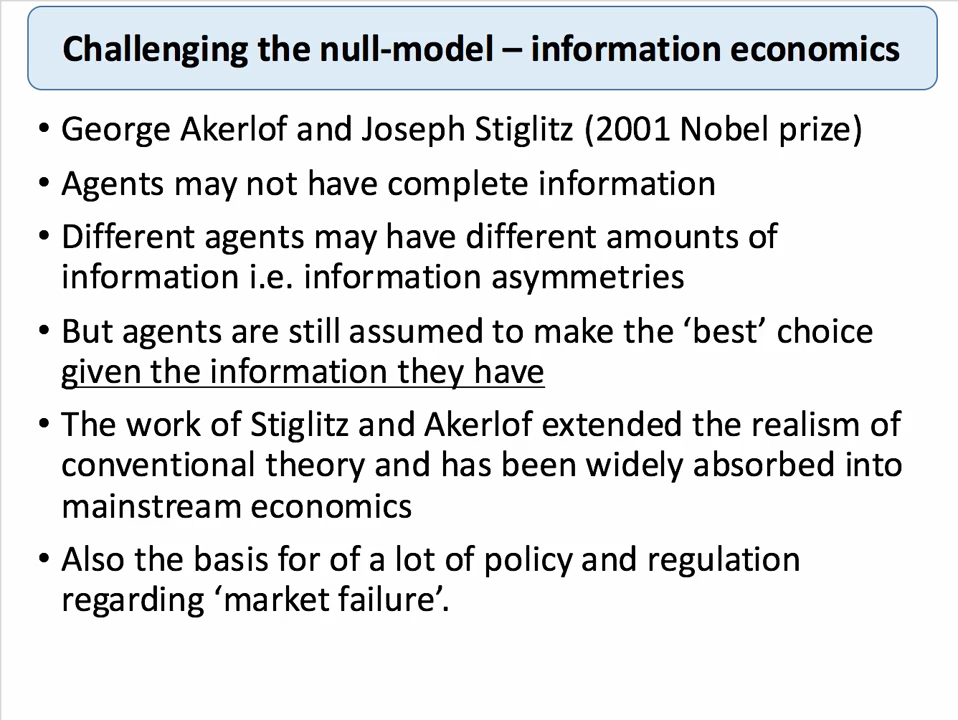 Challenging the null-model – information economics
• George Akerlof and Joseph Stiglitz (2001 Nobel prize)
• Agents may not have complete information
• Different agents may have different amounts of
information i.e. information asymmetries
• But agents are still assumed to make the ‘best’ choice
given the information they have
• The work of Stiglitz and Akerlof extended the realism of
conventional theory and has been widely absorbed into
mainstream economics
• Also the basis for of a lot of policy and regulation
regarding ‘market failure’.